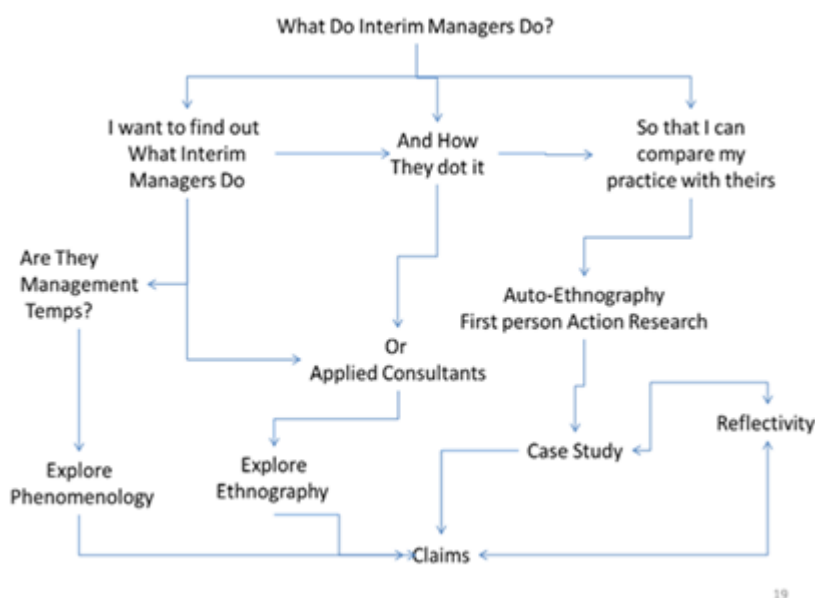 What Do Interim Managers Do?
I want to find out
What Interim
Managers Do
And How
They dot it
So that I can
compare my
practice with theirs
Are They
Management
Temps?
Auto-Ethnography
First person Action Research
Or
Applied Consultants
Reflectivity
Case Study
Explore
Phenomenology
Explore
Ethnography
Claims
19